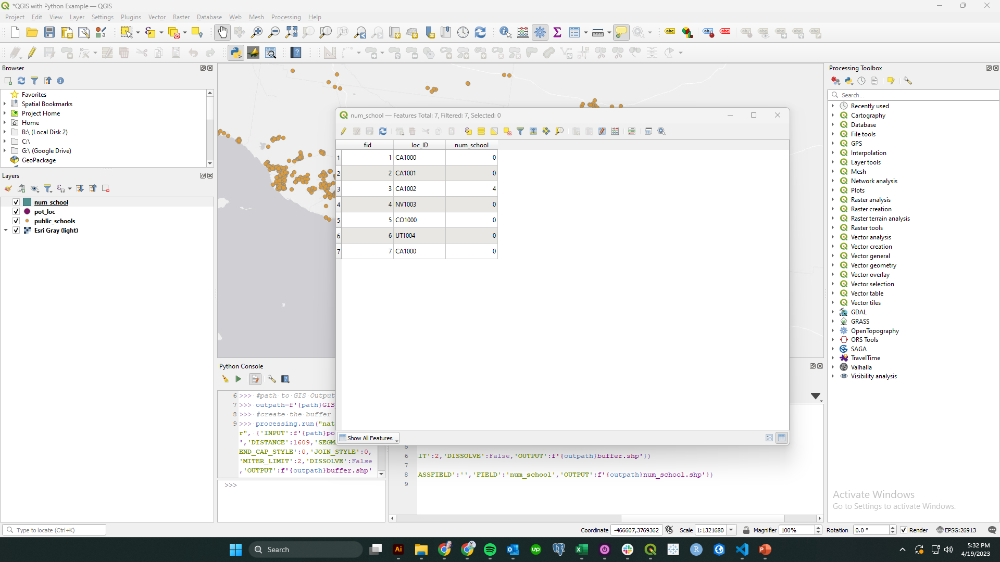 *QGIS with Python Example — QGIS
Project Edit View Layer Settings Plugins Vector Raster Database Web Mesh Processing Help
Browser
Favorites
Spatial Bookmarks
Project Home
Home
B:\ (Local Disk 2)
C:\
G:\ (Google Drive)
GeoPackage
Layers
num_school
pot_loc
public_schools
Esri Gray (light)
num_school — Features Total: 7, Filtered: 7, Selected: 0
fid loc_ID num_school
1 1 CA1000 0
2 2 CA1001 0
3 3 CA1002 4
4 4 NV1003 0
5 5 CO1000 0
6 6 UT1004 0
7 7 CA1000 0
Show All Features
Python Console
6 >>> #path to GIS Output
7 >>> outpath=f'{path}GIS
8 >>> #create the buffer
9 >>> processing.run("nat
r", {'INPUT':f'{path}po
','DISTANCE':1609,'SEGM
END_CAP_STYLE':0,'JOIN_STYLE':0,
'MITER_LIMIT':2,'DISSOLVE':False
,'OUTPUT':f'{outpath}buffer.shp'
>>>
5
6 IIT':2,'DISSOLVE':False,'OUTPUT':f'{outpath}buffer.shp'})
7
8 .ASSFIELD':'','FIELD':'num_school','OUTPUT':f'{outpath}num_school.shp'})
9
Processing Toolbox
Search...
Recently used
Cartography
Database
File tools
GPS
Interpolation
Layer tools
Mesh
Network analysis
Plots
Raster analysis
Raster creation
Raster terrain analysis
Raster tools
Vector analysis
Vector creation
Vector general
Vector geometry
Vector overlay
Vector selection
Vector table
Vector tiles
GDAL
GRASS
OpenTopography
ORS Tools
SAGA
TravelTime
Valhalla
Visibility analysis
Activate Windows
Go to Settings to activate Windows.
Type to locate (Ctrl+K)
Coordinate -466607,3769362 Scale 1:1321680 Magnifier 100% Rotation 0.0 ° Render EPSG:26913
Search
5:32 PM
4/19/2023